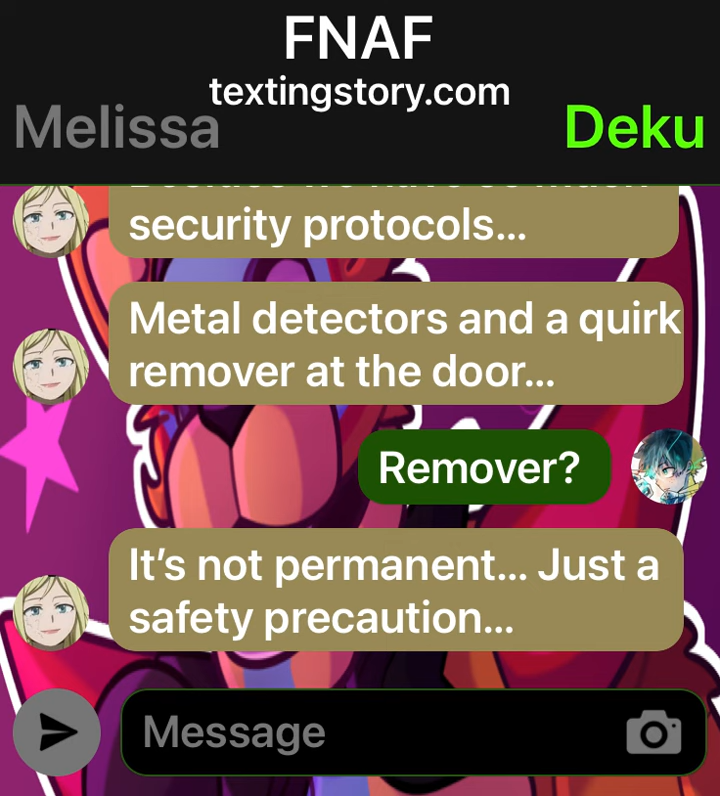 FNAF
textingstory.com
Melissa
Deku
security protocols...
Metal detectors and a quirk
remover at the door...
Remover?
It's not permanent... Just a
safety precaution...
Message